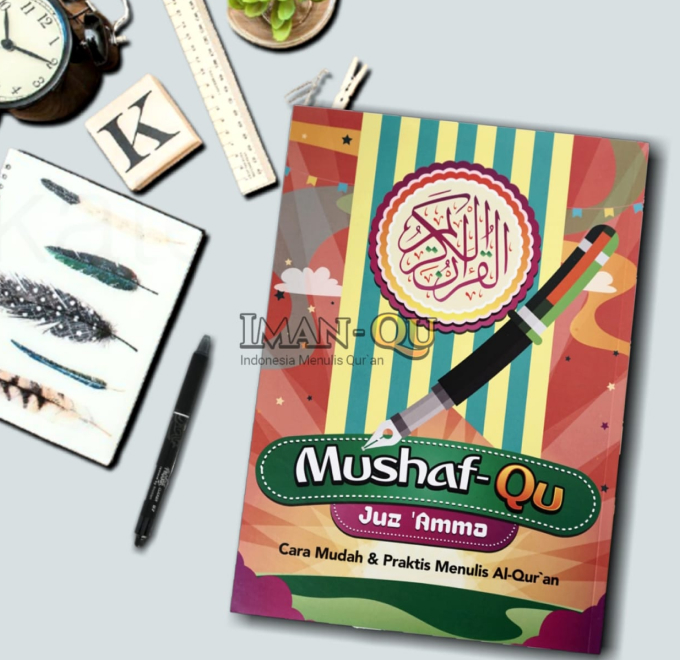 K
القرآن الكريم
IMAN-QU
Indonesia Menulis Qur`an
Mushaf-Qu
Juz 'Amma
Cara Mudah & Praktis Menulis Al-Qur`an